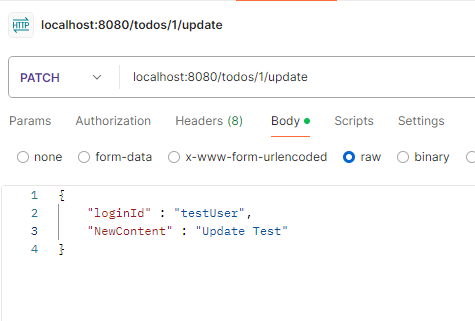 HTTP localhost:8080/todos/1/update
PATCH localhost:8080/todos/1/update
Params Authorization Headers (8) Body Scripts Settings
none form-data x-www-form-urlencoded raw binary
1 {
2 "loginId" : "testUser",
3 "NewContent" : "Update Test"
4 }